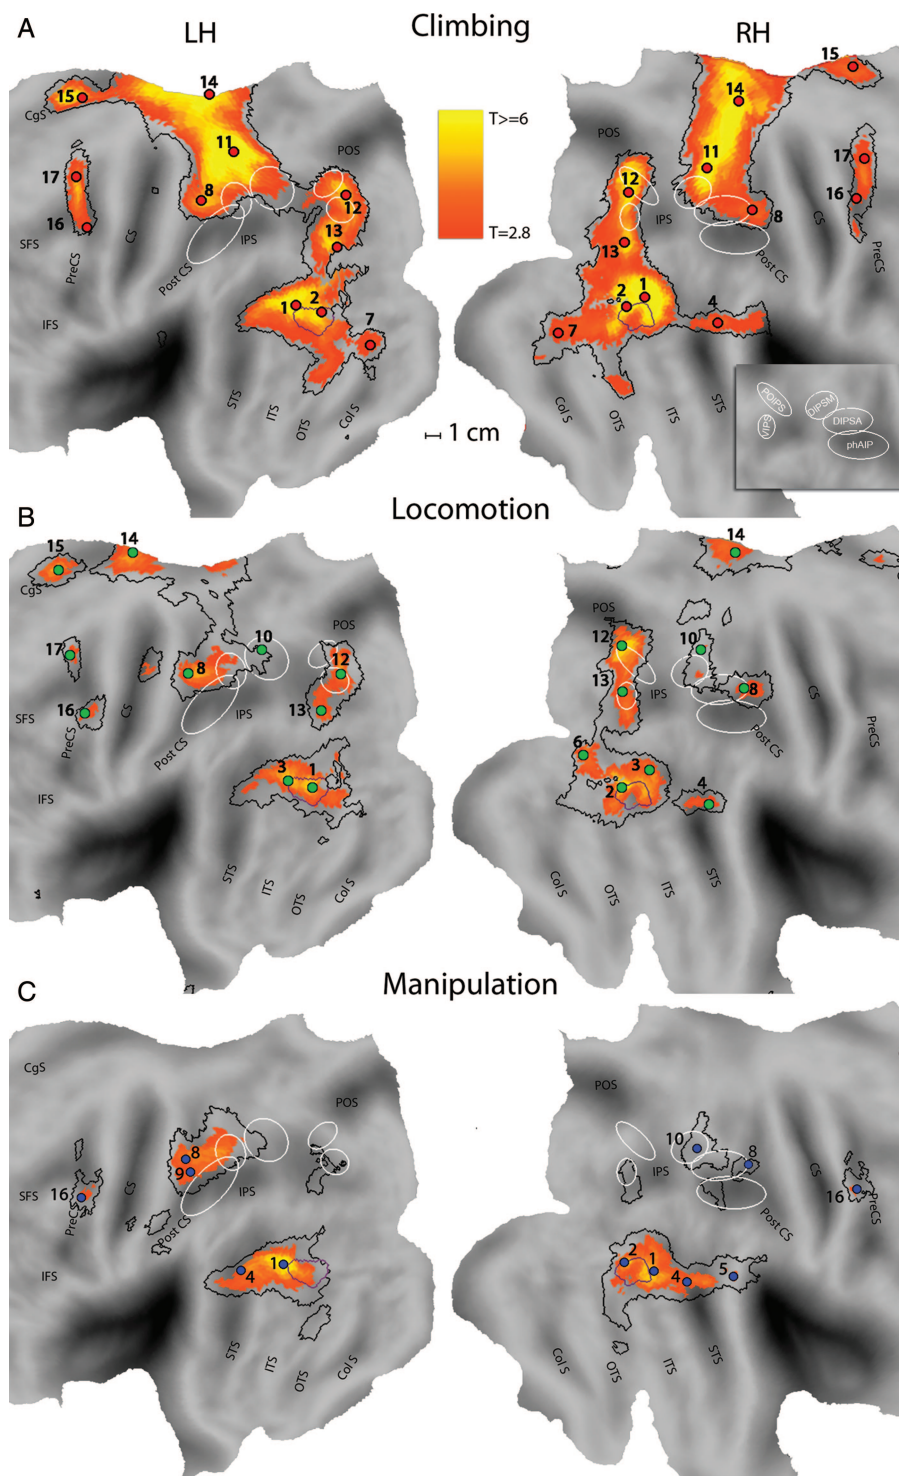 A
LH
Climbing
RH
15
14
15
14
CgS
T>=6
POS
POS
11
17
11
17
12
8
12
16
IPS
8
16
13
SFS
PreCS
CS
IPS
T=2.8
13
CS
PreCS
Post CS
Post CS
1
2
2
1
4
IFS
7
7
STS
ITS
OTS
Col S
Col S
OTS
ITS
STS
POIPS
DIPSM
VIPS
DIPSA
phAIP
1 cm
B
Locomotion
15
14
14
CgS
POS
POS
17
10
12
10
8
12
13
IPS
8
16
13
SFS
PreCS
CS
IPS
CS
PreCS
Post CS
Post CS
6
3
1
3
2
4
IFS
STS
ITS
OTS
Col S
Col S
OTS
ITS
STS
C
Manipulation
CgS
POS
POS
8
10
8
9
IPS
16
SFS
PreCS
CS
IPS
16
CS
PreCS
Post CS
Post CS
1
4
2
1
4
5
IFS
STS
ITS
OTS
Col S
Col S
OTS
ITS
STS